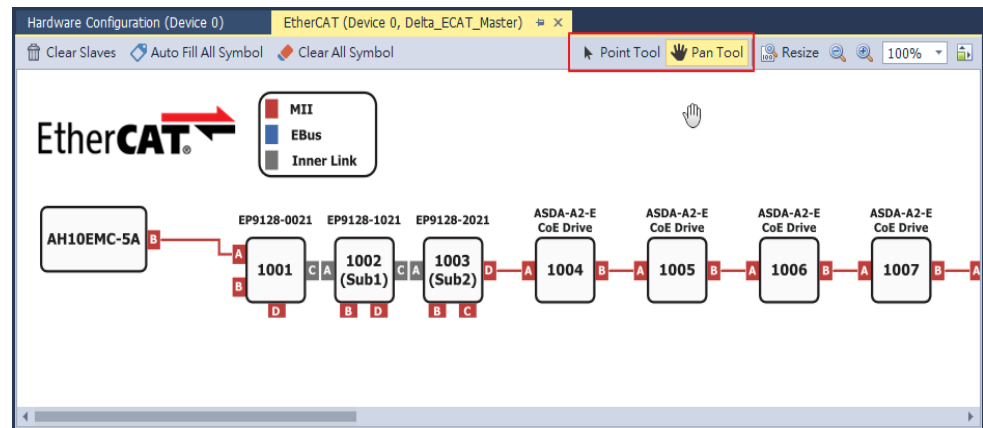 Hardware Configuration (Device 0) EtherCAT (Device 0, Delta_ECAT_Master)
Clear Slaves Auto Fill All Symbol Clear All Symbol Point Tool Pan Tool Resize 100%
MII
EtherCAT® EBus
Inner Link
EP9128-0021 EP9128-1021 EP9128-2021 ASDA-A2-E ASDA-A2-E ASDA-A2-E ASDA-A2-E
CoE Drive CoE Drive CoE Drive CoE Drive
AH10EMC-5A B A 1001 C A 1002 C A 1003 D A 1004 B A 1005 B A 1006 B A 1007 B A
(Sub1) (Sub2)
B
D B D B C